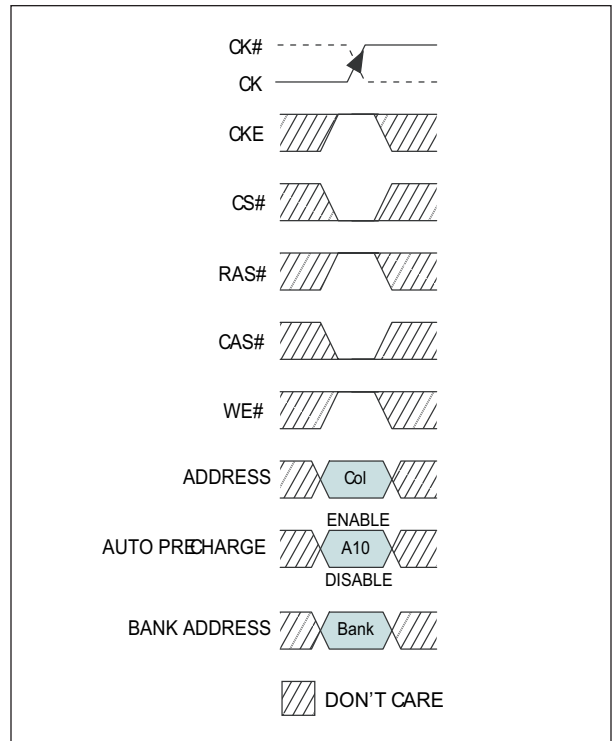 CK#
CK
CKE
CS#
RAS#
CAS#
WE#
ADDRESS Col
ENABLE
AUTO PRECHARGE A10
DISABLE
BANK ADDRESS Bank
DON'T CARE